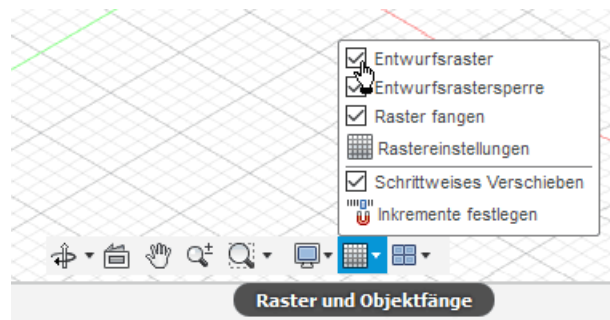 Entwurfsraster
Entwurfsrastersperre
Raster fangen
Rastereinstellungen
Schrittweises Verschieben
Inkremente festlegen
Raster und Objektfänge